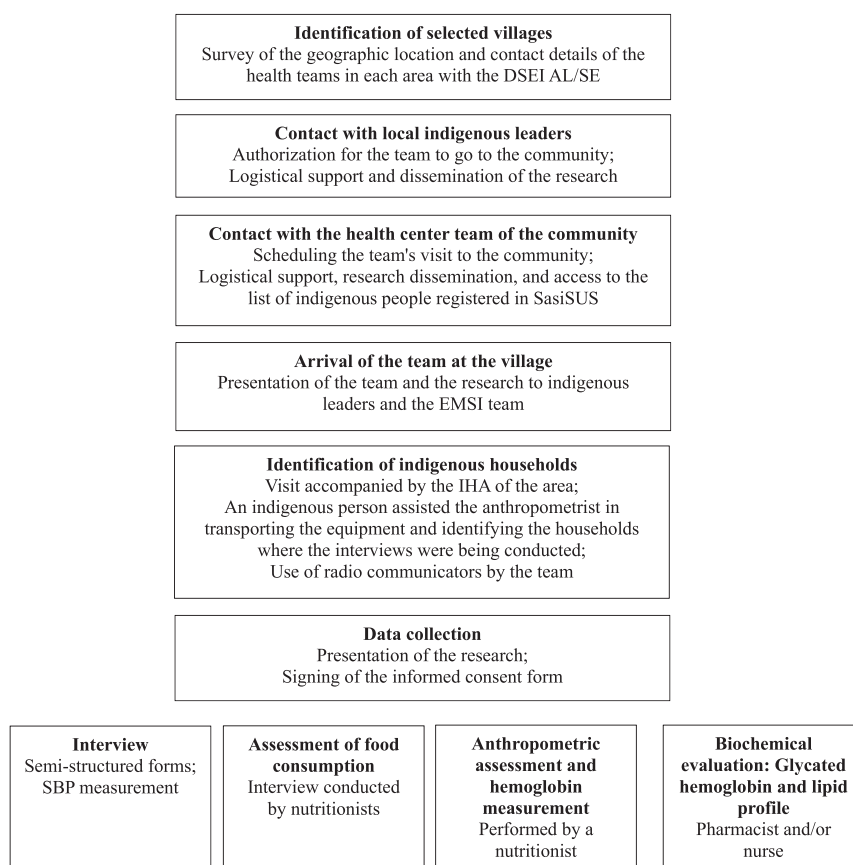 Identification of selected villages
Survey of the geographic location and contact details of the
health teams in each area with the DSEI AL/SE
Contact with local indigenous leaders
Authorization for the team to go to the community;
Logistical support and dissemination of the research
Contact with the health center team of the community
Scheduling the team's visit to the community;
Logistical support, research dissemination, and access to the
list of indigenous people registered in SasiSUS
Arrival of the team at the village
Presentation of the team and the research to indigenous
leaders and the EMSI team
Identification of indigenous households
Visit accompanied by the IHA of the area;
An indigenous person assisted the anthropometrist in
transporting the equipment and identifying the households
where the interviews were being conducted;
Use of radio communicators by the team
Data collection
Presentation of the research;
Signing of the informed consent form
Interview
Semi-structured forms;
SBP measurement
Assessment of food
consumption
Interview conducted
by nutritionists
Anthropometric
assessment and
hemoglobin
measurement
Performed by a
nutritionist
Biochemical
evaluation: Glycated
hemoglobin and lipid
profile
Pharmacist and/or
nurse